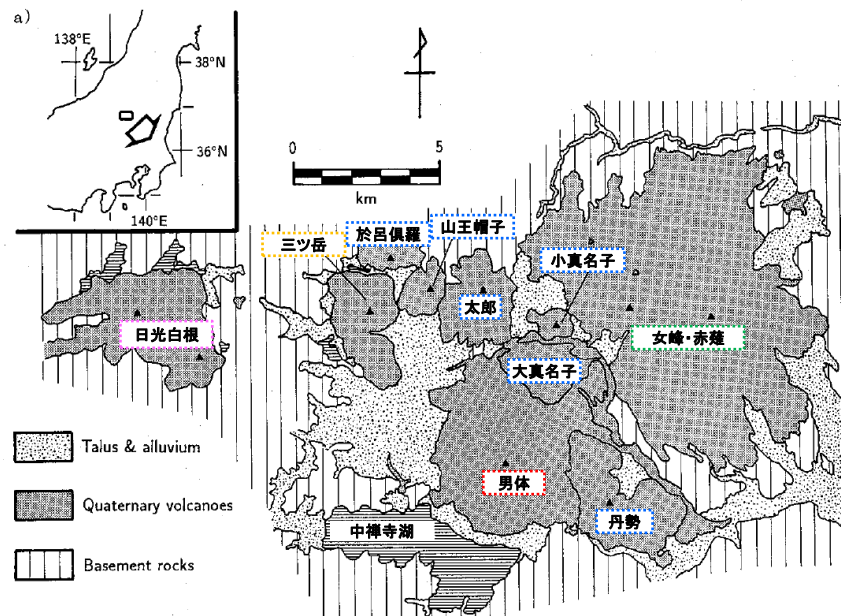 a)
138°E
38°N
36°N
140°E
0
5
km
三ツ岳
於呂倶羅
山王帽子
小真名子
太郎
日光白根
女峰・赤薙
大真名子
男体
丹勢
中禅寺湖
Talus & alluvium
Quaternary volcanoes
Basement rocks